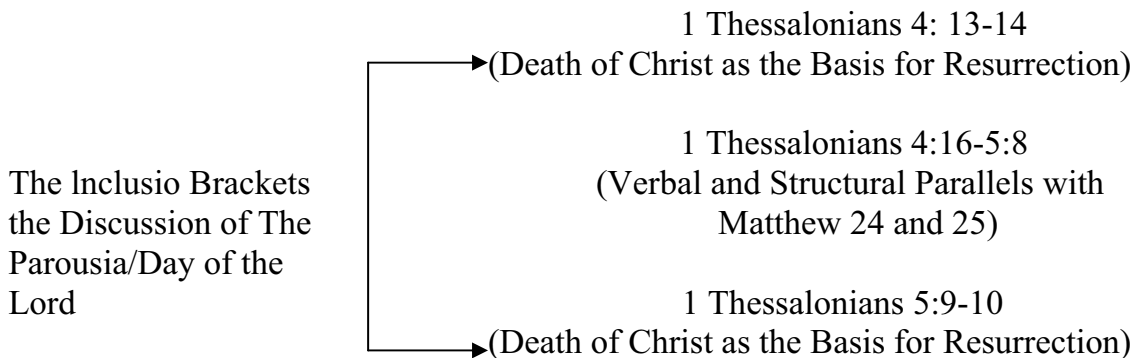 1 Thessalonians 4: 13-14
(Death of Christ as the Basis for Resurrection)
1 Thessalonians 4:16-5:8
(Verbal and Structural Parallels with
Matthew 24 and 25)
The lnclusio Brackets
the Discussion of The
Parousia/Day of the
Lord
1 Thessalonians 5:9-10
(Death of Christ as the Basis for Resurrection)